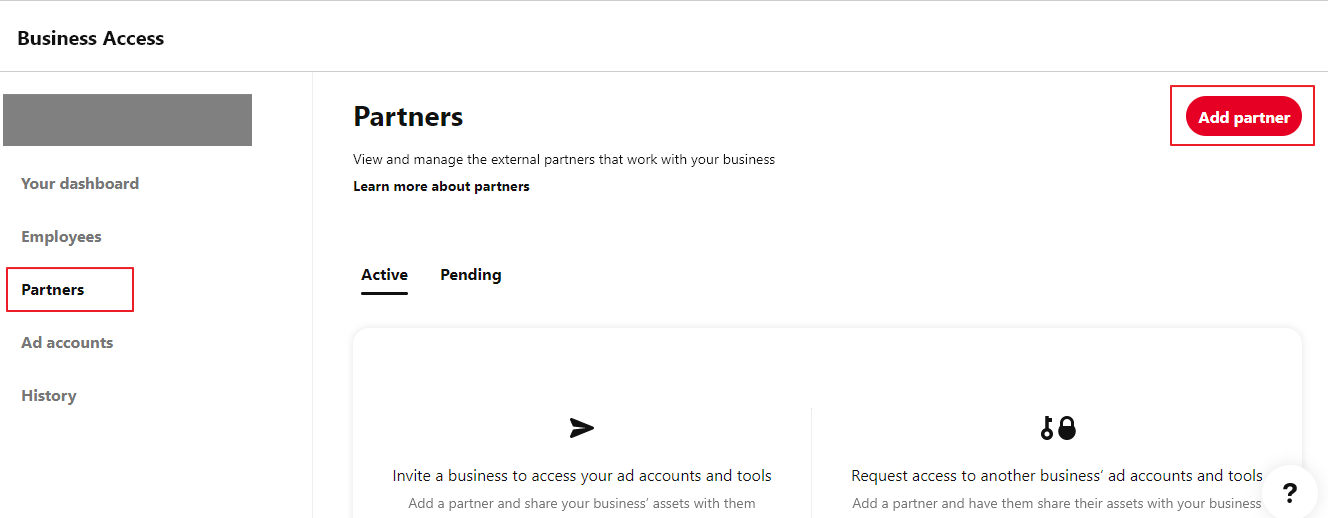 Business Access
Your dashboard
Employees
Partners
Ad accounts
History
Partners
Add partner
View and manage the external partners that work with your business
Learn more about partners
Active
Pending
Invite a business to access your ad accounts and tools
Add a partner and share your business’ assets with them
Request access to another business’ ad accounts and tools
Add a partner and have them share their assets with your business
?